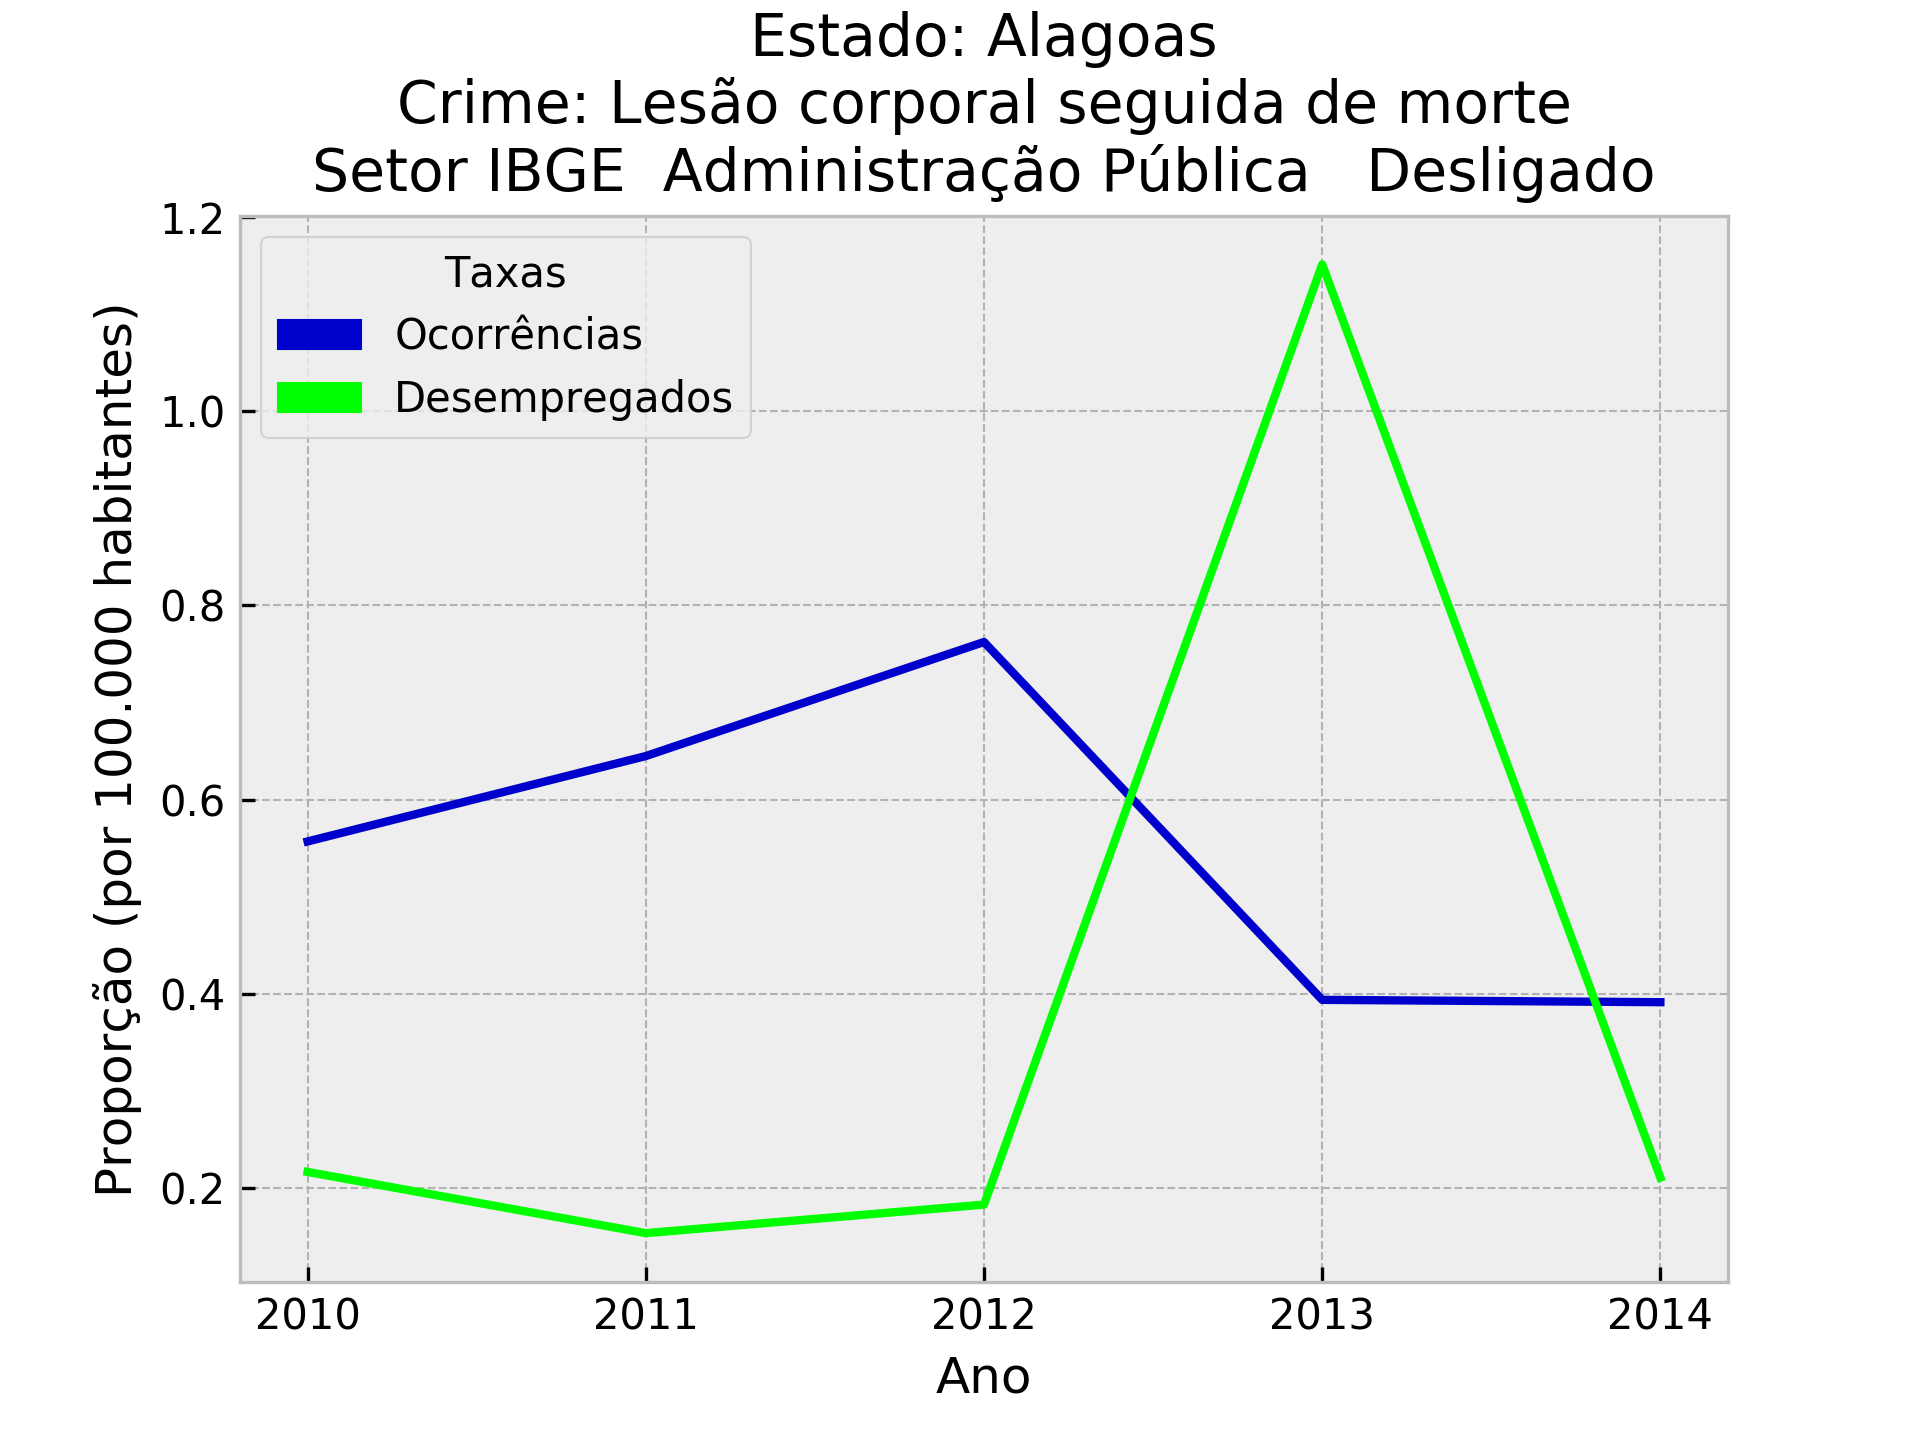 Estado: Alagoas
Crime: Lesão corporal seguida de morte
Setor IBGE  Administração Pública   Desligado
Taxas
Ocorrências
Desempregados
Proporção (por 100.000 habitantes)
1.2
1.0
0.8
0.6
0.4
0.2
2010 2011 2012 2013 2014
Ano